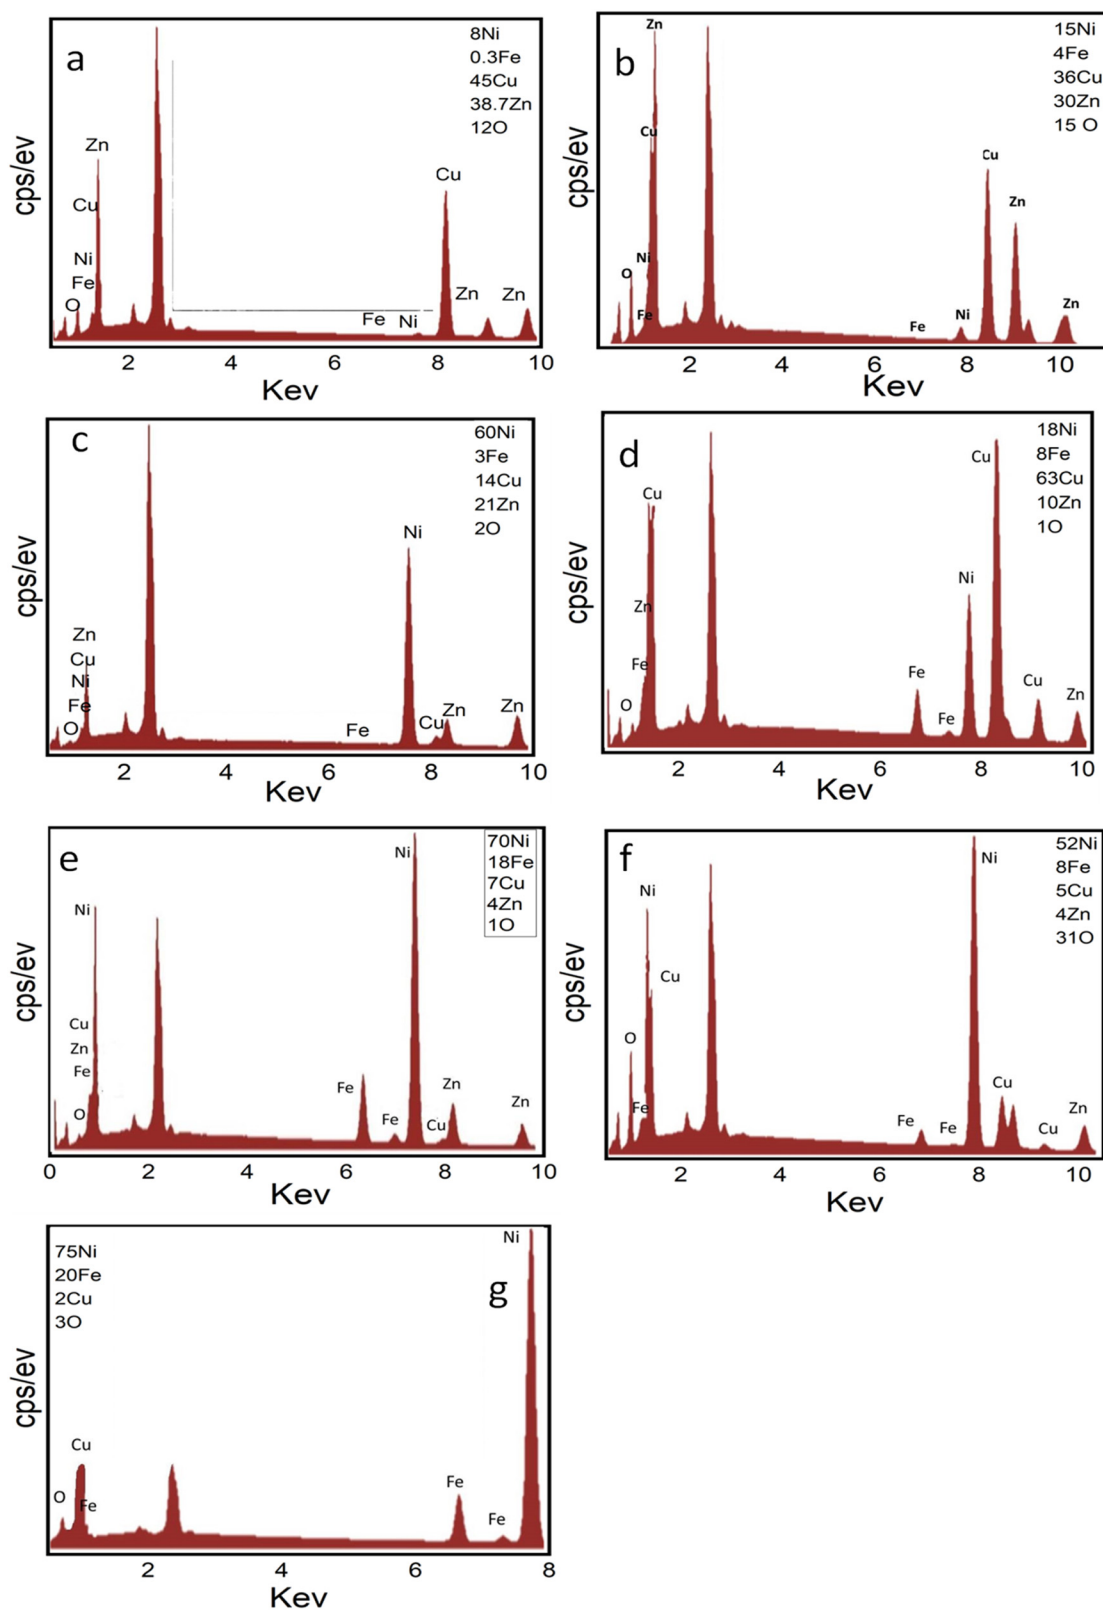 a
8Ni
0.3Fe
45Cu
38.7Zn
12O
Zn
Cu
Ni
Fe
O
Cu
Zn
Zn
Fe
Ni
cps/ev
2 4 6 8 10
Kev
b
15Ni
4Fe
36Cu
30Zn
15 O
Zn
Cu
Ni
O
Fe
Cu
Zn
Fe
Ni
Zn
cps/ev
2 4 6 8 10
Kev
c
60Ni
3Fe
14Cu
21Zn
2O
Ni
Zn
Cu
Ni
Fe
O
Fe
Cu
Zn
Zn
cps/ev
2 4 6 8 10
Kev
d
18Ni
8Fe
63Cu
10Zn
1O
Cu
Cu
Zn
Ni
Fe
O
Fe
Fe
Cu
Zn
cps/ev
2 4 6 8 10
Kev
e
70Ni
18Fe
7Cu
4Zn
1O
Ni
Ni
Cu
Zn
Fe
O
Fe
Fe
Cu
Zn
Zn
cps/ev
0 2 4 6 8 10
Kev
f
52Ni
8Fe
5Cu
4Zn
31O
Ni
Ni
Cu
O
Fe
Fe
Fe
Cu
Cu
Zn
cps/ev
2 4 6 8 10
Kev
75Ni
20Fe
2Cu
3O
g
Ni
Cu
O
Fe
Fe
Fe
cps/ev
2 4 6 8
Kev